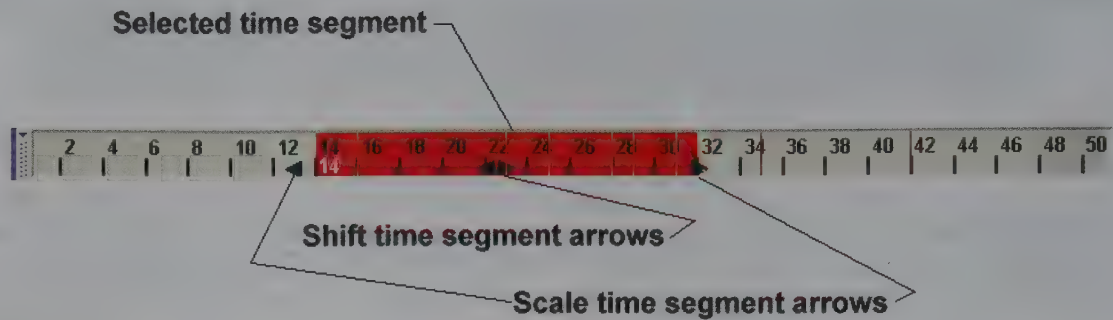 Selected time segment
2 4 6 8 10 12 14 16 18 20 22 24 26 28 30 32 34 36 38 40 42 44 46 48 50
14
Shift time segment arrows
Scale time segment arrows